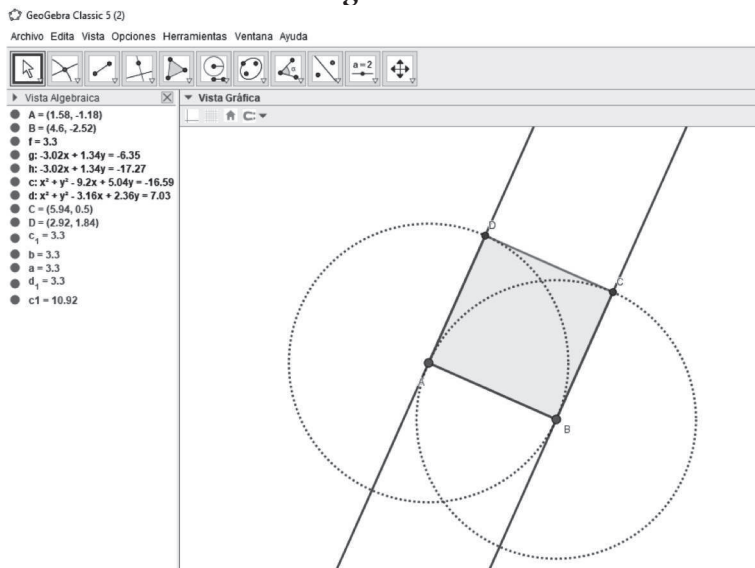 GeoGebra Classic 5 (2)
Archivo Edita Vista Opciones Herramientas Ventana Ayuda
a=2
Vista Algebraica
Vista Gráfica
A = (1.58, -1.18)
B = (4.6, -2.52)
f = 3.3
g: -3.02x + 1.34y = -6.35
h: -3.02x + 1.34y = -17.27
c: x² + y² - 9.2x + 5.04y = -16.59
d: x² + y² - 3.16x + 2.36y = 7.03
C = (5.94, 0.5)
D = (2.92, 1.84)
c₁ = 3.3
b = 3.3
a = 3.3
d₁ = 3.3
c1 = 10.92
D
C
A
B